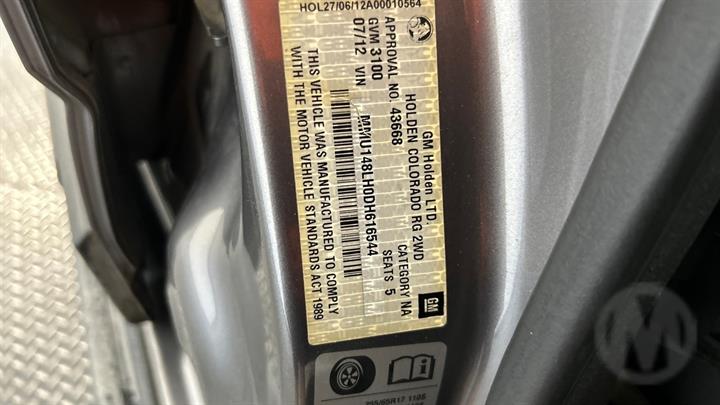 HOL27/06/12A00010564
GM Holden LTD.
HOLDEN COLORADO RG 2WD
APPROVAL NO. 43668 CATEGORY NA
GVM 3100 SEATS 5
07/12 VIN MMU148LH0DH616544
THIS VEHICLE WAS MANUFACTURED TO COMPLY
WITH THE MOTOR VEHICLE STANDARDS ACT 1989
GM
M